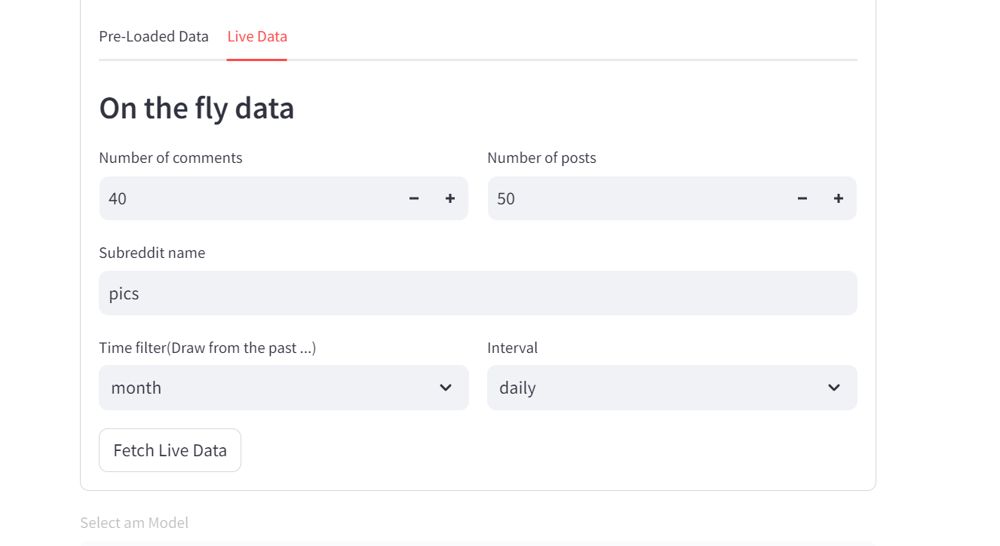 Pre-Loaded Data Live Data
On the fly data
Number of comments Number of posts
40 50
Subreddit name
pics
Time filter(Draw from the past ...) Interval
month daily
Fetch Live Data
Select am Model